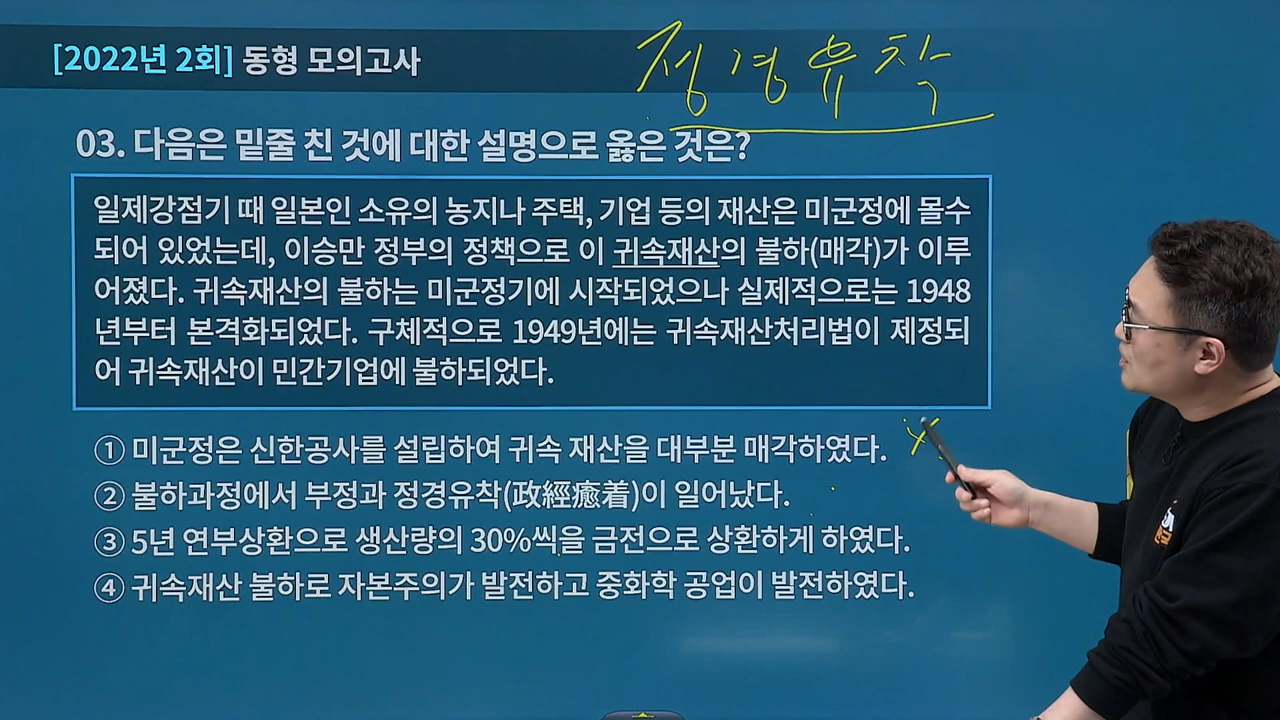 [2022년 2회] 동형 모의고사
정경유착
03. 다음은 밑줄 친 것에 대한 설명으로 옳은 것은?
일제강점기 때 일본인 소유의 농지나 주택, 기업 등의 재산은 미군정에 몰수
되어 있었는데, 이승만 정부의 정책으로 이 귀속재산의 불하(매각)가 이루
어졌다. 귀속재산의 불하는 미군정기에 시작되었으나 실제적으로는 1948
년부터 본격화되었다. 구체적으로 1949년에는 귀속재산처리법이 제정되
어 귀속재산이 민간기업에 불하되었다.
① 미군정은 신한공사를 설립하여 귀속 재산을 대부분 매각하였다.
② 불하과정에서 부정과 정경유착(政經癒着)이 일어났다.
③ 5년 연부상환으로 생산량의 30%씩을 금전으로 상환하게 하였다.
④ 귀속재산 불하로 자본주의가 발전하고 중화학 공업이 발전하였다.